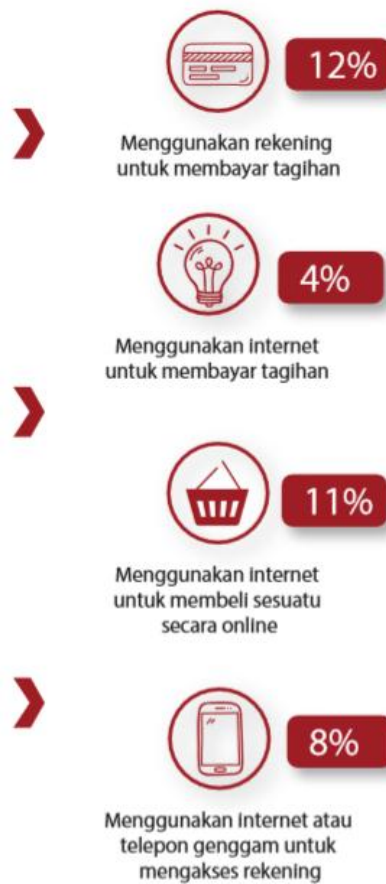 12%
Menggunakan rekening
untuk membayar tagihan
4%
Menggunakan internet
untuk membayar tagihan
11%
Menggunakan internet
untuk membeli sesuatu
secara online
8%
Menggunakan internet atau
telepon genggam untuk
mengakses rekening